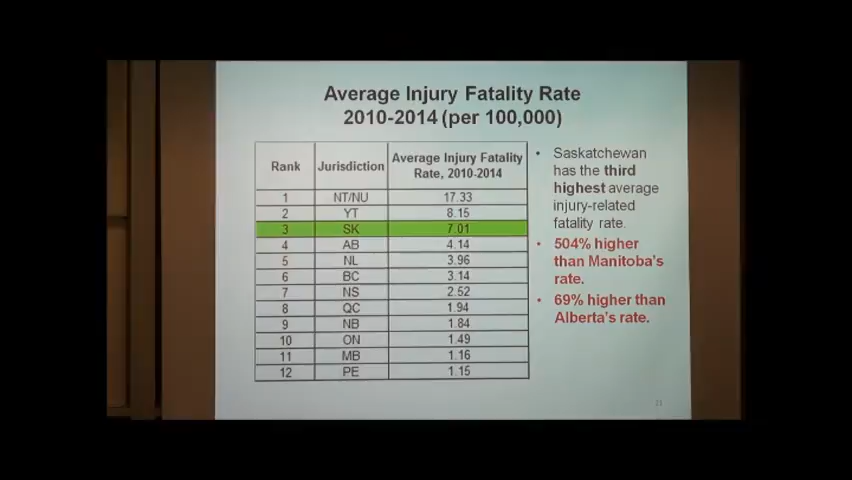 Average Injury Fatality Rate
2010-2014 (per 100,000)
Rank Jurisdiction Average Injury Fatality Rate, 2010-2014
1 NT/NU 17.33
2 YT 8.15
3 SK 7.01
4 AB 4.14
5 NL 3.96
6 BC 3.14
7 NS 2.52
8 QC 1.94
9 NB 1.84
10 ON 1.49
11 MB 1.16
12 PE 1.15
• Saskatchewan
has the third
highest average
injury-related
fatality rate.
• 504% higher
than Manitoba's
rate.
• 69% higher than
Alberta's rate.